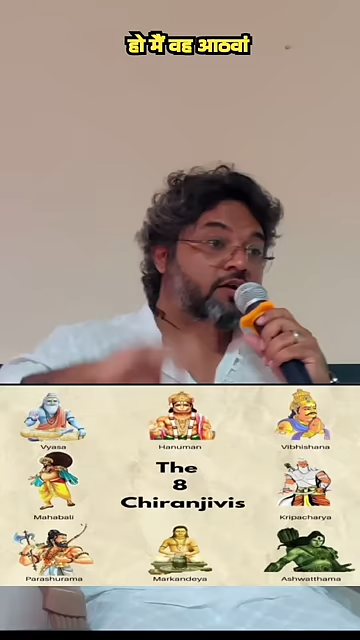 हो मैं वह आठवां
Vyasa
Hanuman
Vibhishana
The
8
Chiranjivis
Mahabali
Kripacharya
Parashurama
Markandeya
Ashwatthama